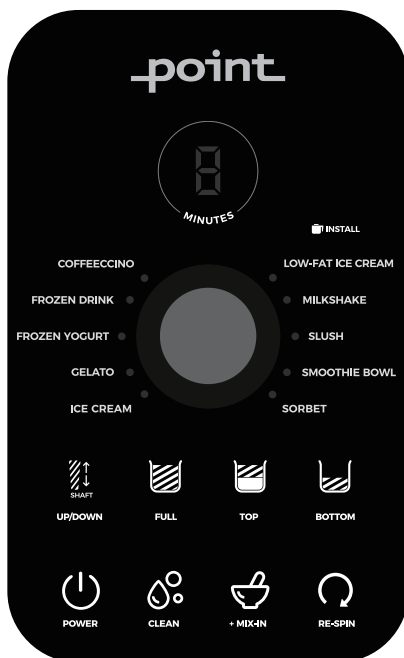 point
8
MINUTES
INSTALL
COFFEECCINO
LOW-FAT ICE CREAM
FROZEN DRINK
MILKSHAKE
FROZEN YOGURT
SLUSH
GELATO
SMOOTHIE BOWL
ICE CREAM
SORBET
SHAFT
UP/DOWN
FULL
TOP
BOTTOM
POWER
CLEAN
+ MIX-IN
RE-SPIN